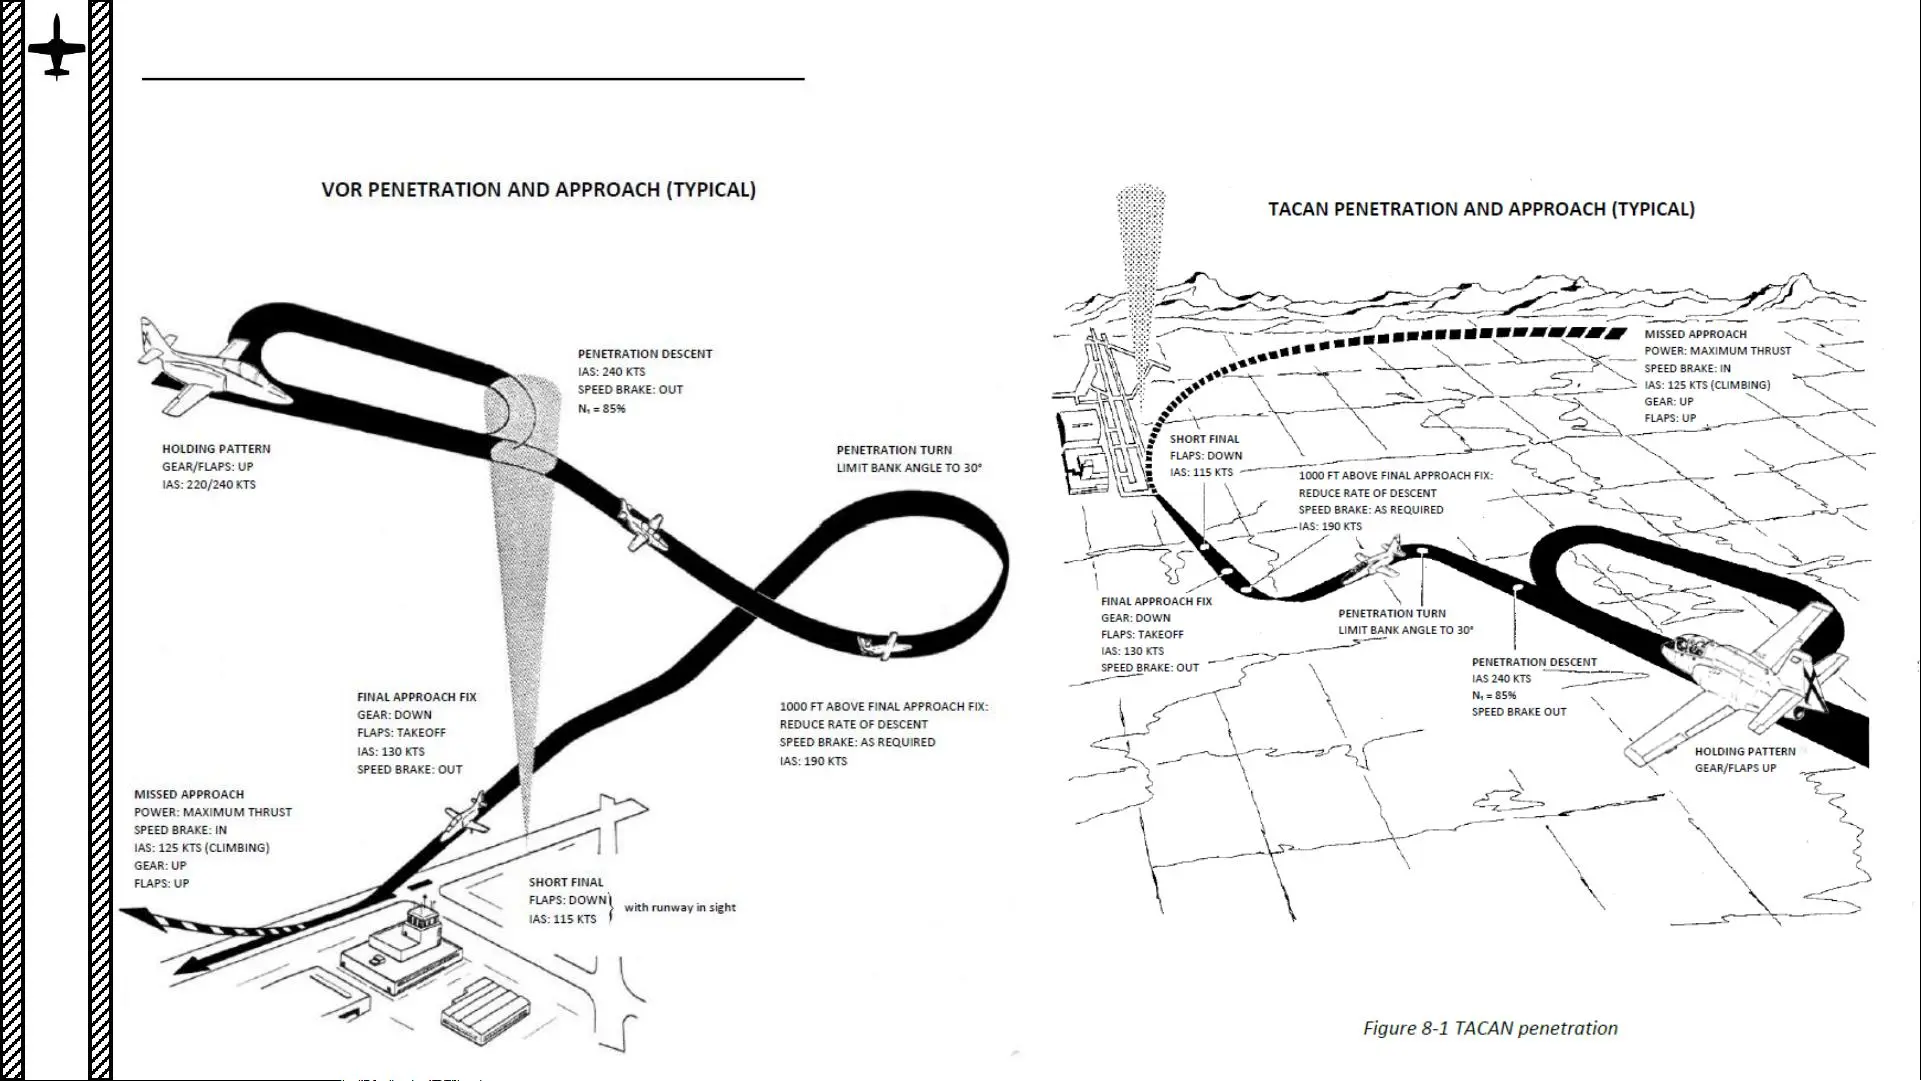 VOR PENETRATION AND APPROACH (TYPICAL)
PENETRATION DESCENT
IAS: 240 KTS
SPEED BRAKE: OUT
N₁ = 85%
HOLDING PATTERN
GEAR/FLAPS: UP
IAS: 220/240 KTS
PENETRATION TURN
LIMIT BANK ANGLE TO 30°
FINAL APPROACH FIX
GEAR: DOWN
FLAPS: TAKEOFF
IAS: 130 KTS
SPEED BRAKE: OUT
1000 FT ABOVE FINAL APPROACH FIX:
REDUCE RATE OF DESCENT
SPEED BRAKE: AS REQUIRED
IAS: 190 KTS
MISSED APPROACH
POWER: MAXIMUM THRUST
SPEED BRAKE: IN
IAS: 125 KTS (CLIMBING)
GEAR: UP
FLAPS: UP
SHORT FINAL
FLAPS: DOWN
IAS: 115 KTS
with runway in sight
TACAN PENETRATION AND APPROACH (TYPICAL)
MISSED APPROACH
POWER: MAXIMUM THRUST
SPEED BRAKE: IN
IAS: 125 KTS (CLIMBING)
GEAR: UP
FLAPS: UP
SHORT FINAL
FLAPS: DOWN
IAS: 115 KTS
1000 FT ABOVE FINAL APPROACH FIX:
REDUCE RATE OF DESCENT
SPEED BRAKE: AS REQUIRED
IAS: 190 KTS
FINAL APPROACH FIX
GEAR: DOWN
FLAPS: TAKEOFF
IAS: 130 KTS
SPEED BRAKE: OUT
PENETRATION TURN
LIMIT BANK ANGLE TO 30°
PENETRATION DESCENT
IAS 240 KTS
N₁ = 85%
SPEED BRAKE OUT
HOLDING PATTERN
GEAR/FLAPS UP
Figure 8-1 TACAN penetration